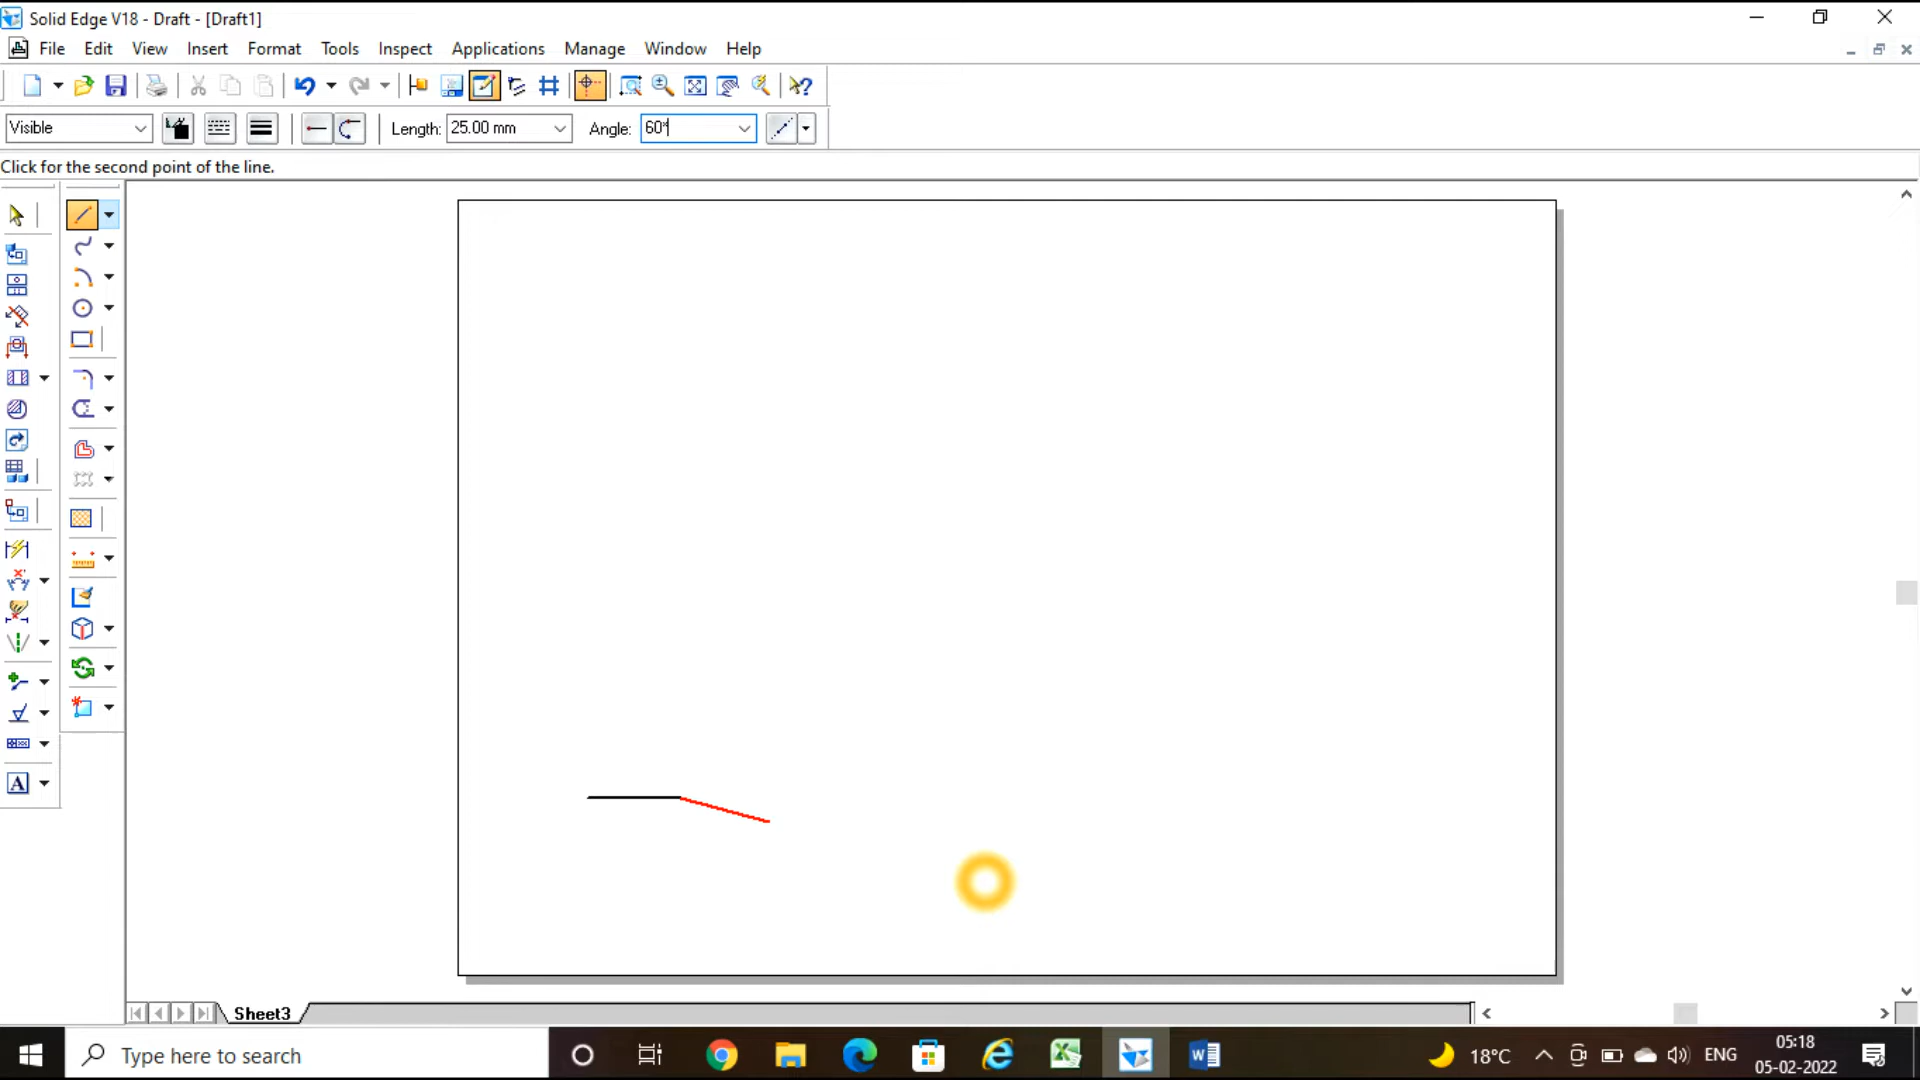 Solid Edge V18 - Draft - [Draft1]
File Edit View Insert Format Tools Inspect Applications Manage Window Help
Visible Length: 25.00 mm Angle: 60°
Click for the second point of the line.
A
Sheet3
Type here to search
18°C ENG 05:18
05-02-2022